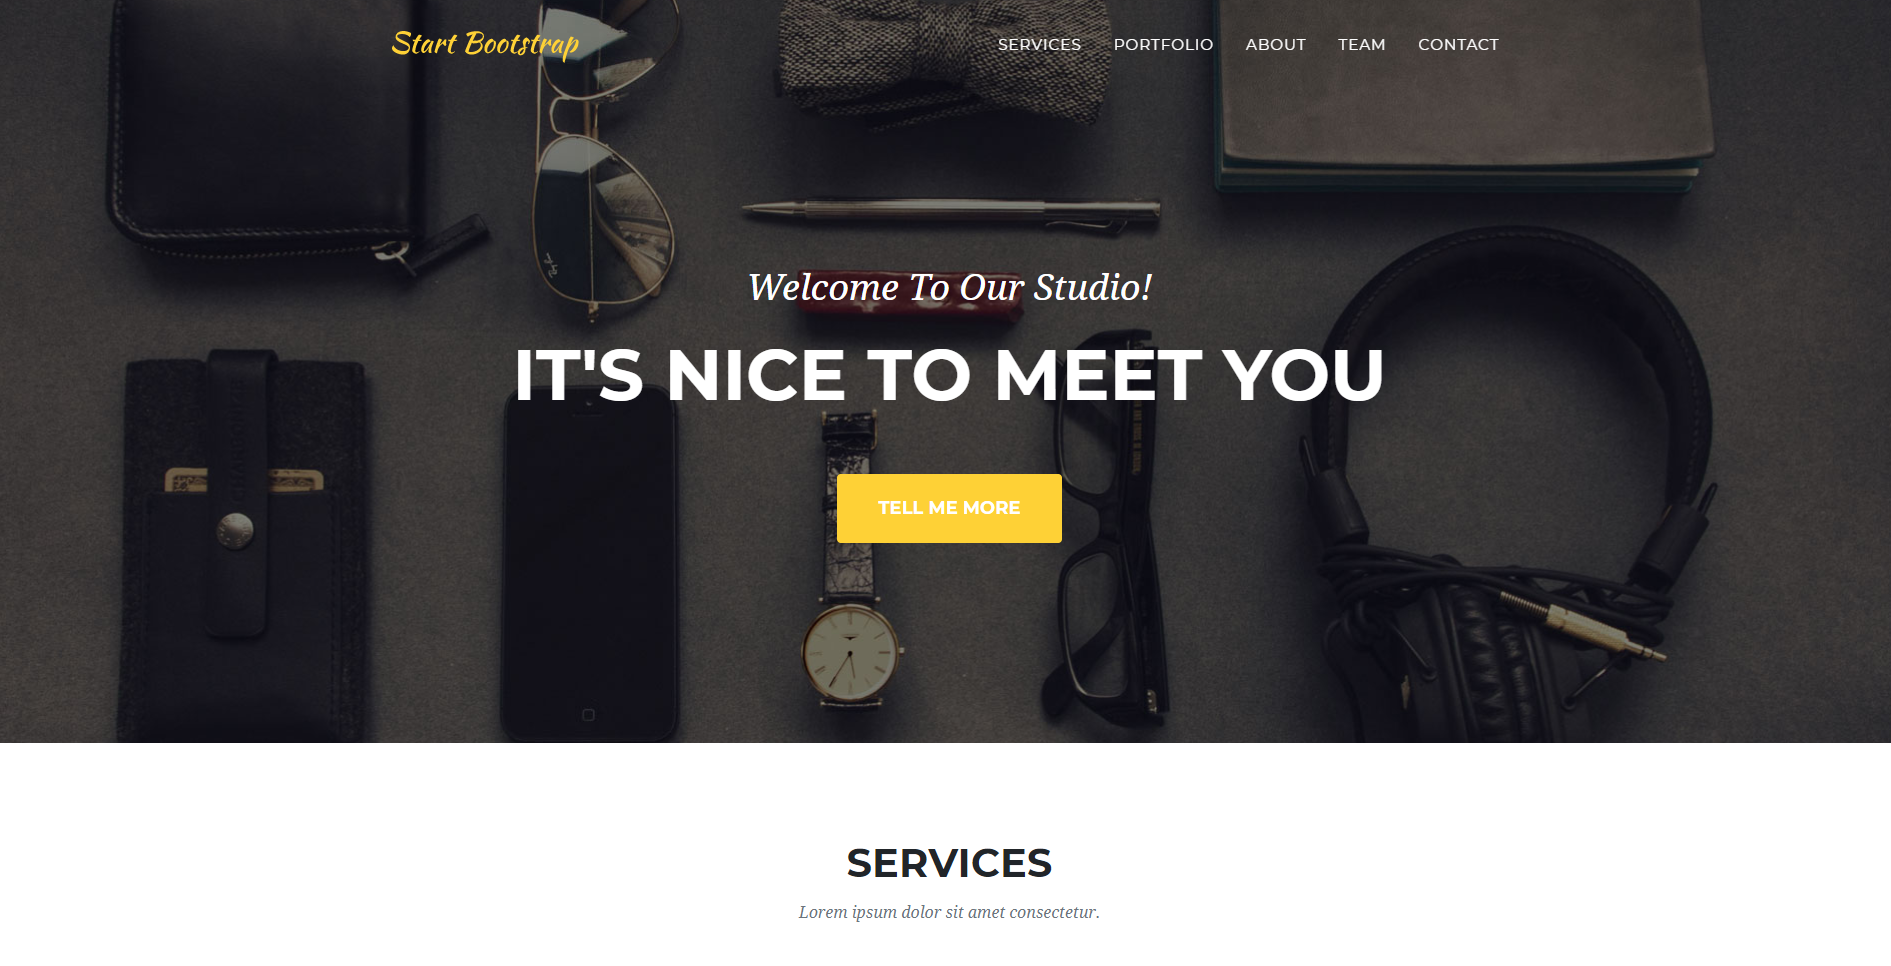 Start Bootstrap
SERVICES PORTFOLIO ABOUT TEAM CONTACT
Welcome To Our Studio!
IT'S NICE TO MEET YOU
TELL ME MORE
SERVICES
Lorem ipsum dolor sit amet consectetur.